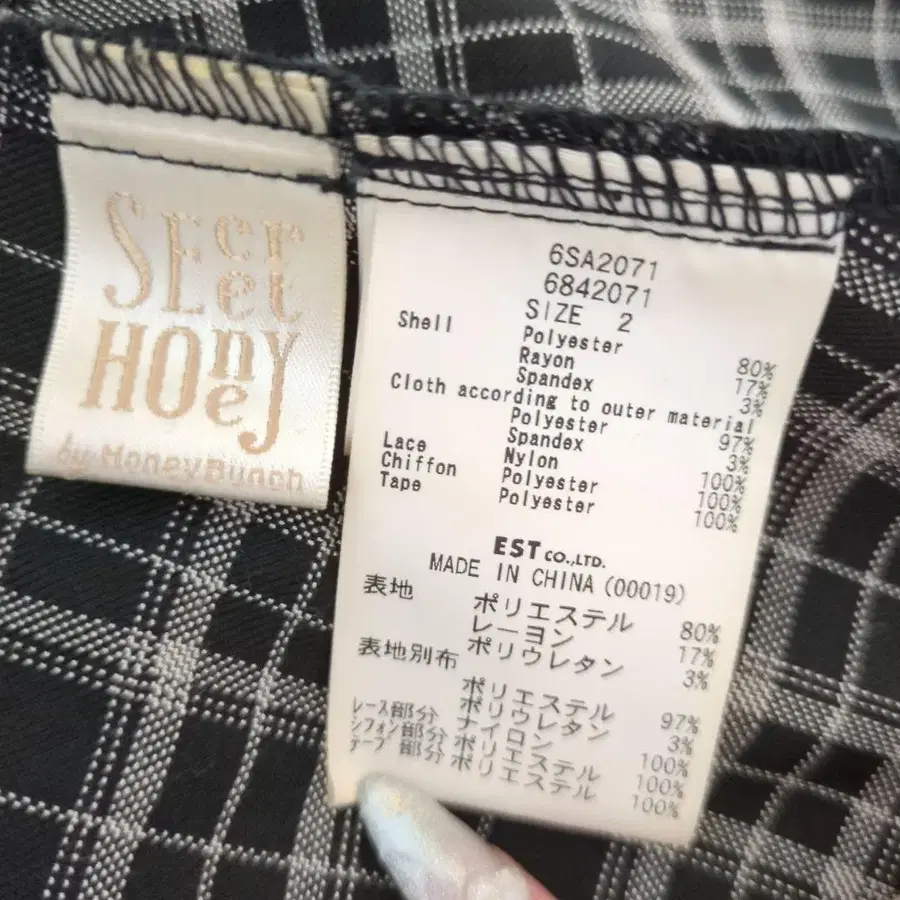 SEcret
HONeyJ
by Honey Bunch
6SA2071
6842071
SIZE 2
Shell Polyester 80%
Rayon 17%
Spandex 3%
Cloth according to outer material
Polyester 97%
Spandex 3%
Lace Nylon 100%
Chiffon Polyester 100%
Tape Polyester 100%
EST CO.,LTD.
MADE IN CHINA (00019)
表地 ポリエステル 80%
レーヨン 17%
ポリウレタン 3%
表地別布
ポリエステル 97%
ポリウレタン 3%
レース部分 ナイロン 100%
シフォン部分 ポリエステル 100%
テープ部分 ポリエステル 100%